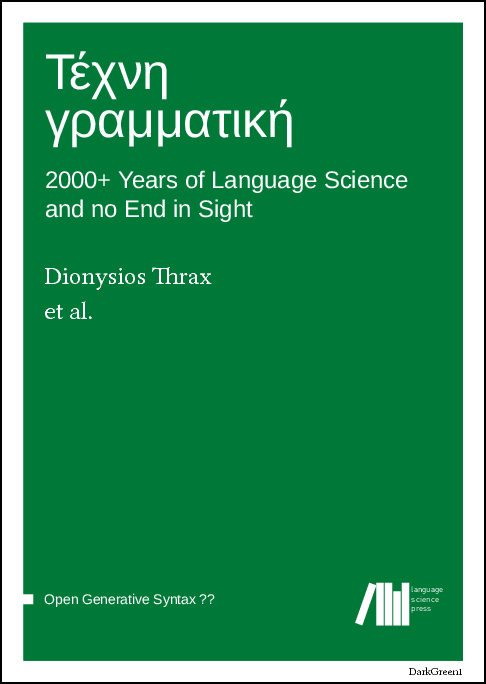 Τέχνη
γραμματική
2000+ Years of Language Science
and no End in Sight
Dionysios Thrax
et al.
Open Generative Syntax ??
language
science
press
DarkGreen1